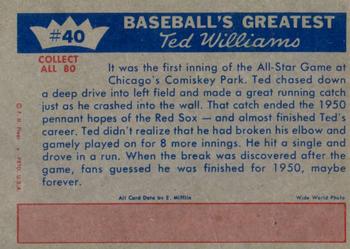 #40
BASEBALL'S GREATEST
Ted Williams
COLLECT
ALL 80
It was the first inning of the All-Star Game at
Chicago's Comiskey Park. Ted chased down
a deep drive into left field and made a great running catch
just as he crashed into the wall. That catch ended the 1950
pennant hopes of the Red Sox — and almost finished Ted's
career. Ted didn't realize that he had broken his elbow and
gamely played on for 8 more innings. He hit a single and
drove in a run. When the break was discovered after the
game, fans guessed he was finished for 1950, maybe
forever.
All Card Data by E. Mifflin
Wide World Photo